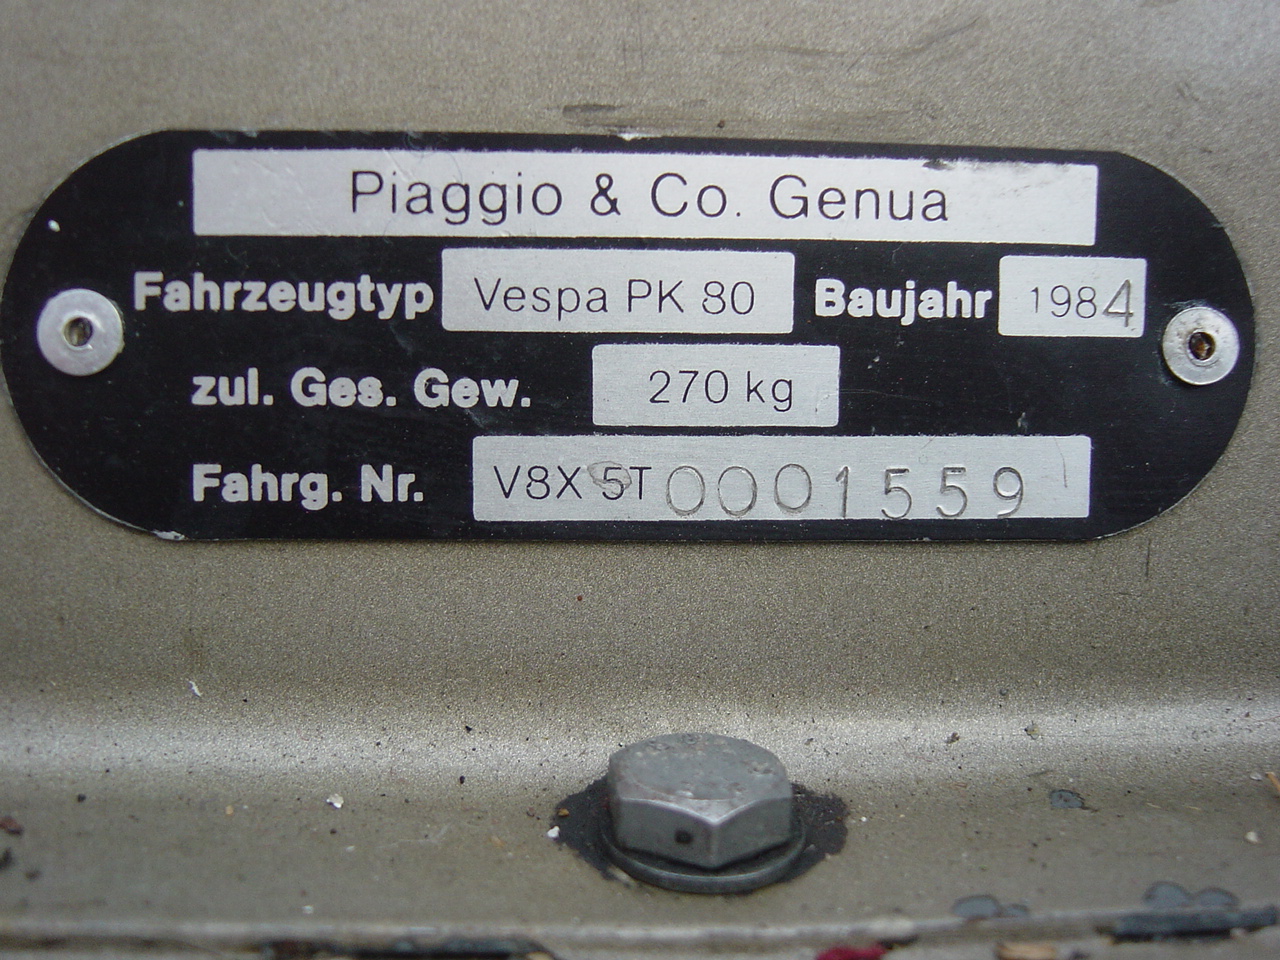 Piaggio & Co. Genua
Fahrzeugtyp Vespa PK 80 Baujahr 1984
zul. Ges. Gew. 270 kg
Fahrg. Nr. V8X 5T 0001559